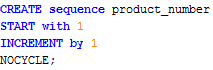 CREATE sequence product_number
START with 1
INCREMENT by 1
NOCYCLE;